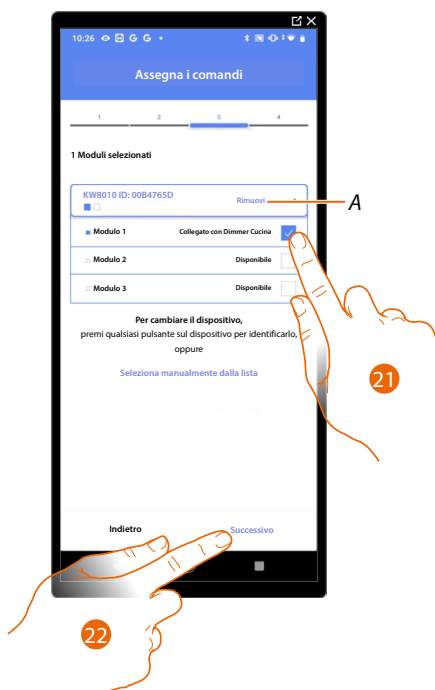 10:26 G G
Assegna i comandi
1 2 3 4
1 Moduli selezionati
KW8010 ID: 00B4765D
Rimuovi
A
Modulo 1 Collegato con Dimmer Cucina
Modulo 2 Disponibile
Modulo 3 Disponibile
Per cambiare il dispositivo,
premi qualsiasi pulsante sul dispositivo per identificarlo,
oppure
Seleziona manualmente dalla lista
21
Indietro Successivo
22